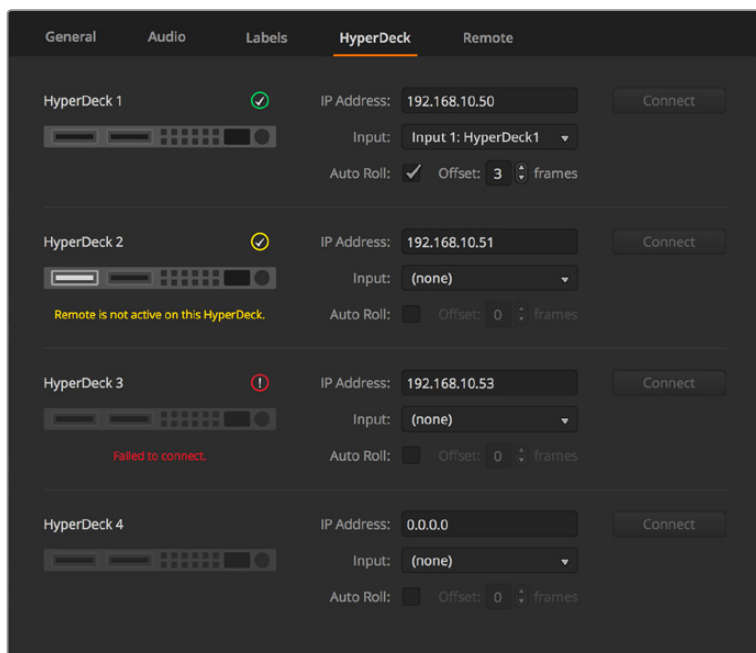 General Audio Labels HyperDeck Remote
HyperDeck 1 IP Address: 192.168.10.50 Connect
Input: Input 1: HyperDeck1
Auto Roll: Offset: 3 frames
HyperDeck 2 IP Address: 192.168.10.51 Connect
Input: (none)
Remote is not active on this HyperDeck. Auto Roll: Offset: 0 frames
HyperDeck 3 IP Address: 192.168.10.53 Connect
Input: (none)
Failed to connect. Auto Roll: Offset: 0 frames
HyperDeck 4 IP Address: 0.0.0.0 Connect
Input: (none)
Auto Roll: Offset: 0 frames